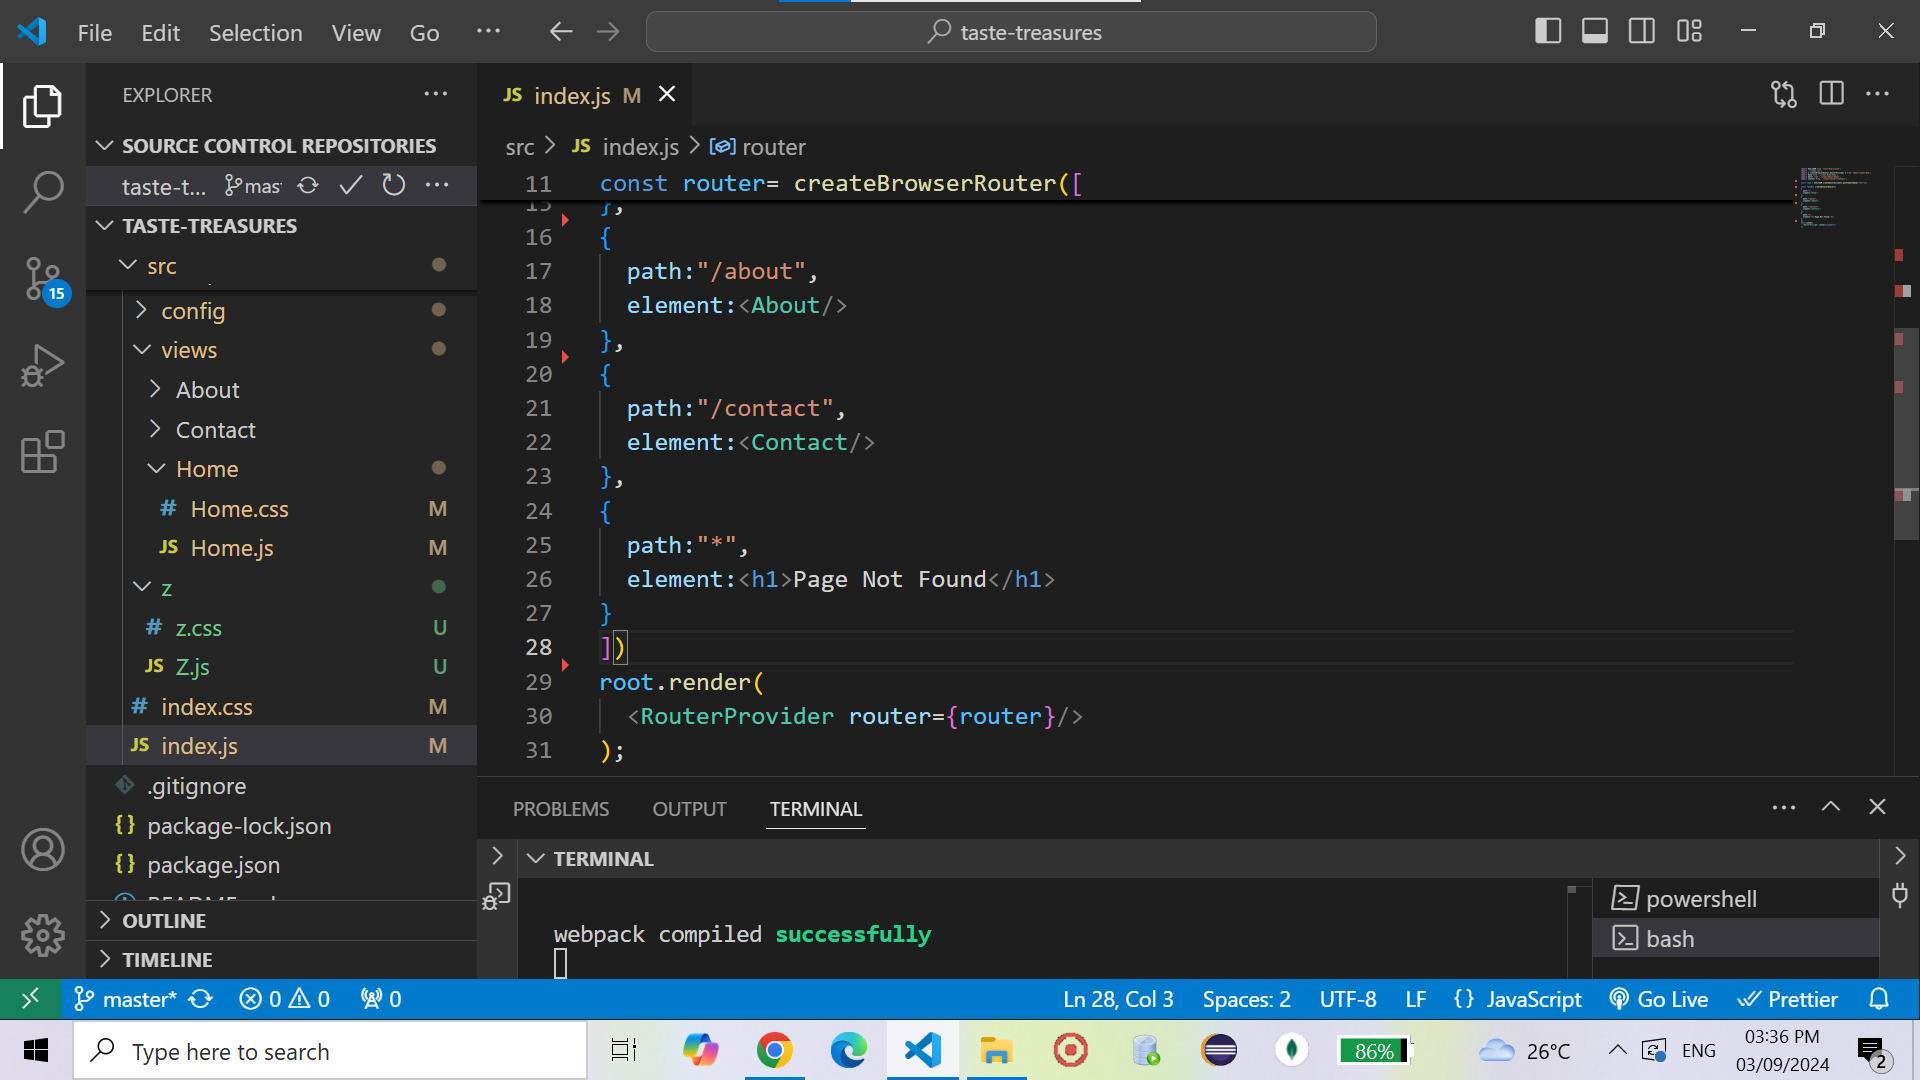 File Edit Selection View Go ... taste-treasures
EXPLORER ...
SOURCE CONTROL REPOSITORIES
taste-t... mas ...
TASTE-TREASURES
src
config
views
About
Contact
Home
# Home.css M
JS Home.js M
z
# z.css U
JS Z.js U
# index.css M
JS index.js M
.gitignore
{} package-lock.json
{} package.json
OUTLINE
TIMELINE
15
JS index.js M
src > JS index.js > router
11 const router= createBrowserRouter([
15 },
16 {
17 path:"/about",
18 element:<About/>
19 },
20 {
21 path:"/contact",
22 element:<Contact/>
23 },
24 {
25 path:"*",
26 element:<h1>Page Not Found</h1>
27 }
28 ])
29 root.render(
30 <RouterProvider router={router}/>
31 );
PROBLEMS OUTPUT TERMINAL
TERMINAL
webpack compiled successfully
powershell
bash
master* 0 0 0 Ln 28, Col 3 Spaces: 2 UTF-8 LF {} JavaScript Go Live Prettier
Type here to search 86% 26°C ENG 03:36 PM
03/09/2024 2